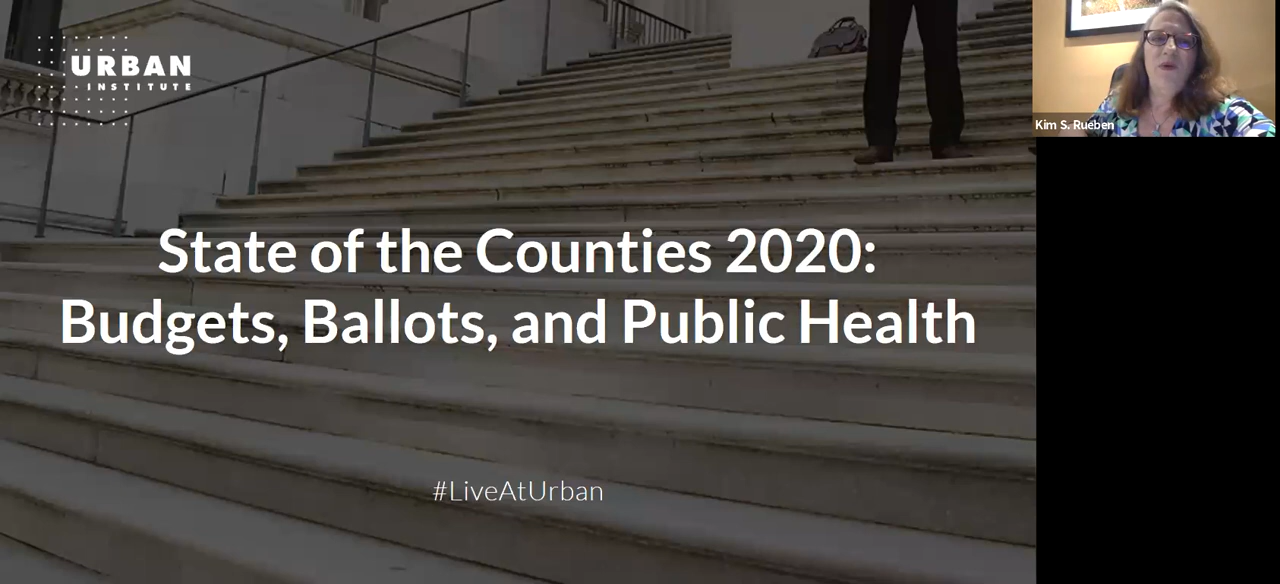 URBAN
INSTITUTE
Kim S. Rueben
State of the Counties 2020:
Budgets, Ballots, and Public Health
#LiveAtUrban